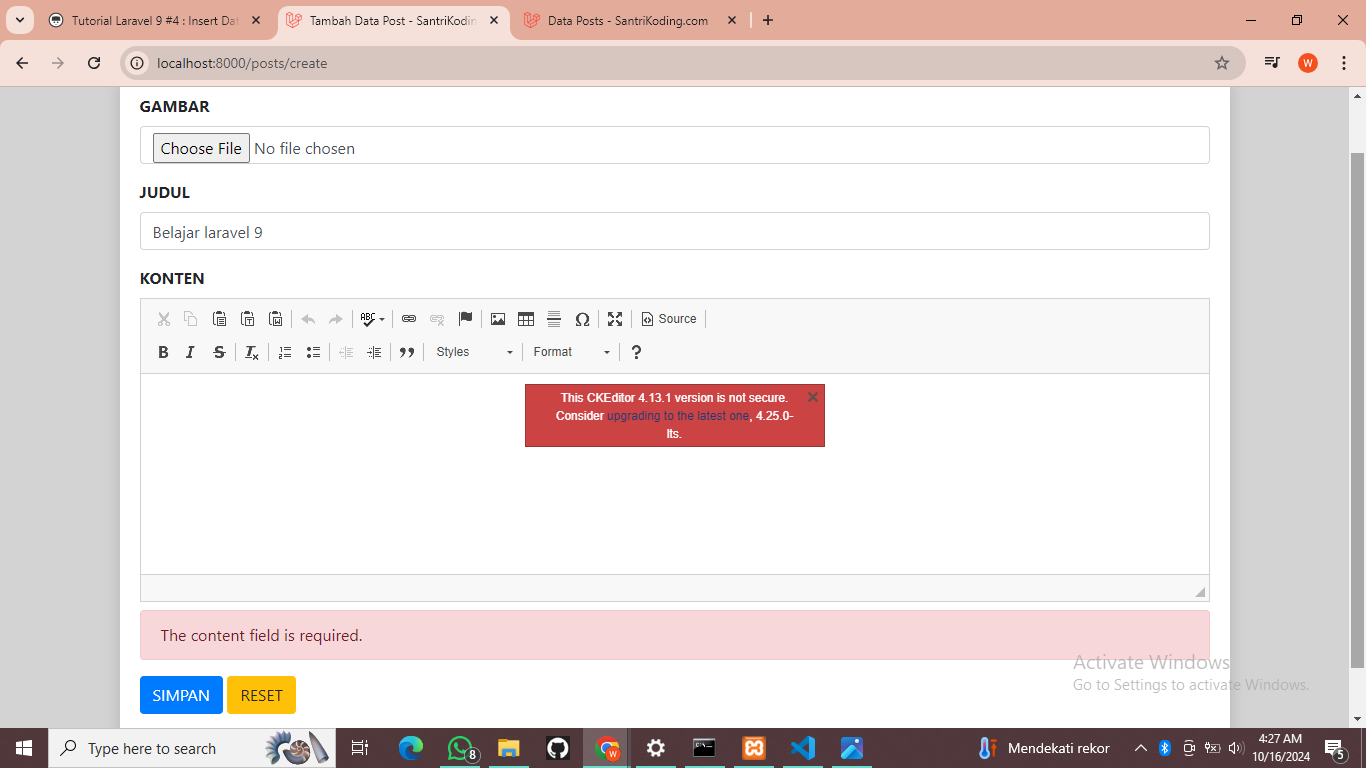 Tutorial Laravel 9 #4 : Insert Dat
Tambah Data Post - SantriKodin
Data Posts - SantriKoding.com
localhost:8000/posts/create
W
GAMBAR
Choose File No file chosen
JUDUL
Belajar laravel 9
KONTEN
ABC
Source
B I S Tx
Styles
Format
?
This CKEditor 4.13.1 version is not secure.
Consider upgrading to the latest one, 4.25.0-
lts.
The content field is required.
Activate Windows
Go to Settings to activate Windows.
SIMPAN RESET
Type here to search
8
W
Mendekati rekor
4:27 AM
10/16/2024
5